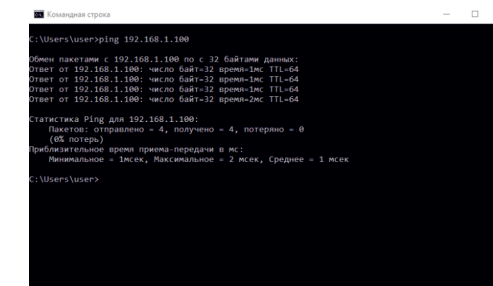 Командная строка
C:\Users\user>ping 192.168.1.100
Обмен пакетами с 192.168.1.100 по с 32 байтами данных:
Ответ от 192.168.1.100: число байт=32 время=1мс TTL=64
Ответ от 192.168.1.100: число байт=32 время=1мс TTL=64
Ответ от 192.168.1.100: число байт=32 время=1мс TTL=64
Ответ от 192.168.1.100: число байт=32 время=2мс TTL=64
Статистика Ping для 192.168.1.100:
Пакетов: отправлено = 4, получено = 4, потеряно = 0
(0% потерь)
Приблизительное время приема-передачи в мс:
Минимальное = 1мсек, Максимальное = 2 мсек, Среднее = 1 мсек
C:\Users\user>